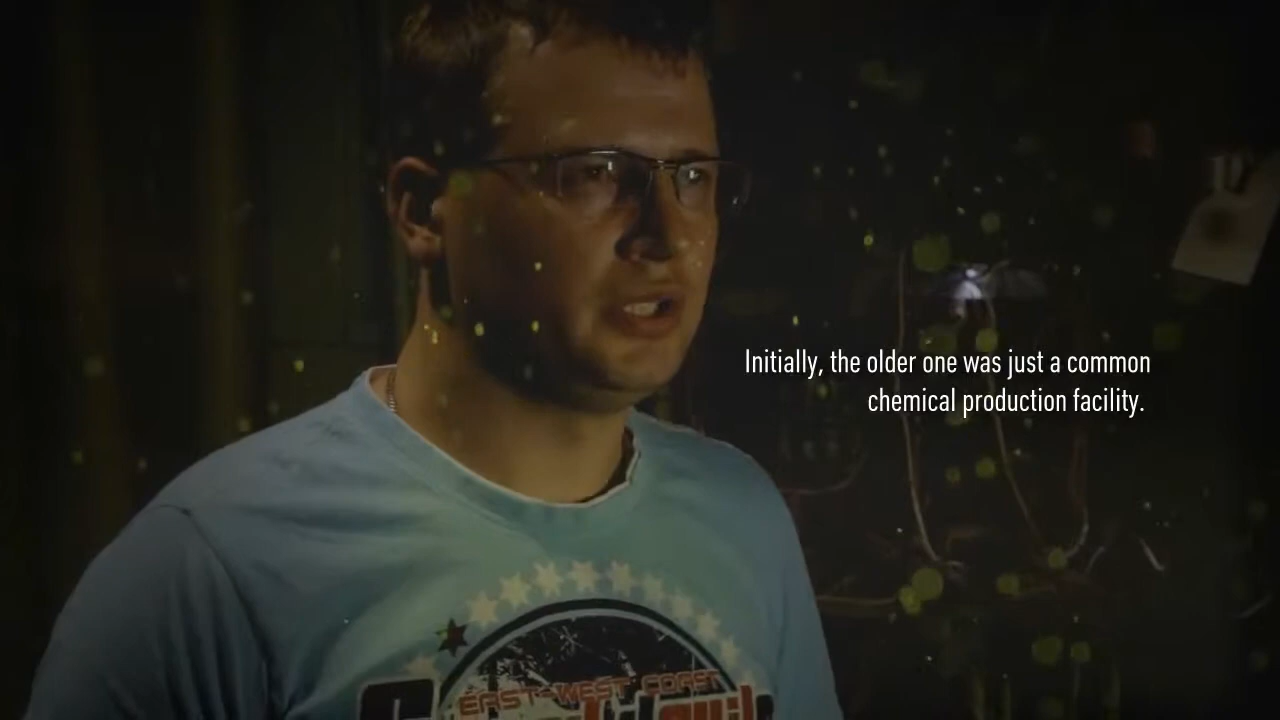 Initially, the older one was just a common
chemical production facility.
EAST-WEST COAST